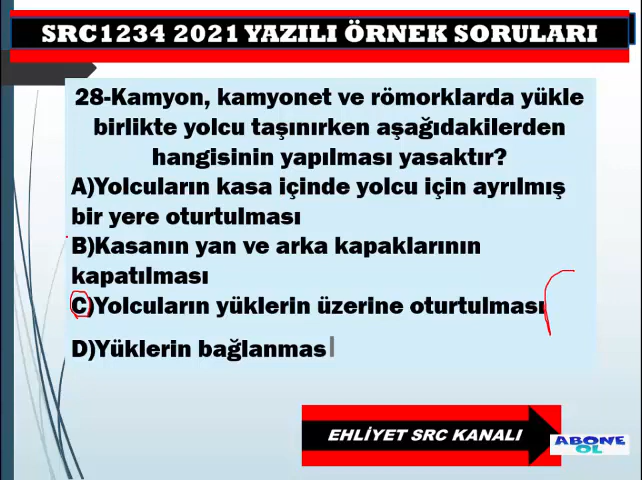 SRC1234 2021 YAZILI ÖRNEK SORULARI
28-Kamyon, kamyonet ve römorklarda yükle
birlikte yolcu taşınırken aşağıdakilerden
hangisinin yapılması yasaktır?
A)Yolcuların kasa içinde yolcu için ayrılmış
bir yere oturtulması
B)Kasanın yan ve arka kapaklarının
kapatılması
C)Yolcuların yüklerin üzerine oturtulması
D)Yüklerin bağlanmas
EHLİYET SRC KANALI
ABONE
OL